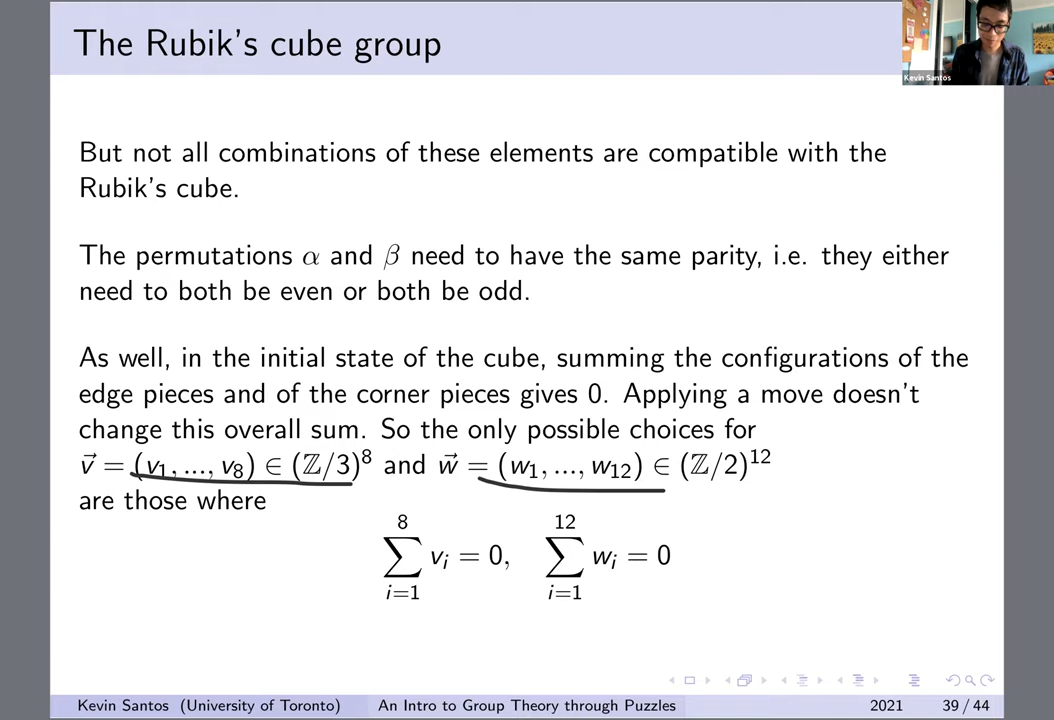 The Rubik's cube group
Kevin Santos
But not all combinations of these elements are compatible with the
Rubik's cube.
The permutations α and β need to have the same parity, i.e. they either
need to both be even or both be odd.
As well, in the initial state of the cube, summing the configurations of the
edge pieces and of the corner pieces gives 0. Applying a move doesn't
change this overall sum. So the only possible choices for
v⃗ = (v₁, ..., v₈) ∈ (ℤ/3)⁸ and w⃗ = (w₁, ..., w₁₂) ∈ (ℤ/2)¹²
are those where
∑_{i=1}^{8} vᵢ = 0, ∑_{i=1}^{12} wᵢ = 0
Kevin Santos (University of Toronto) An Intro to Group Theory through Puzzles 2021 39 / 44